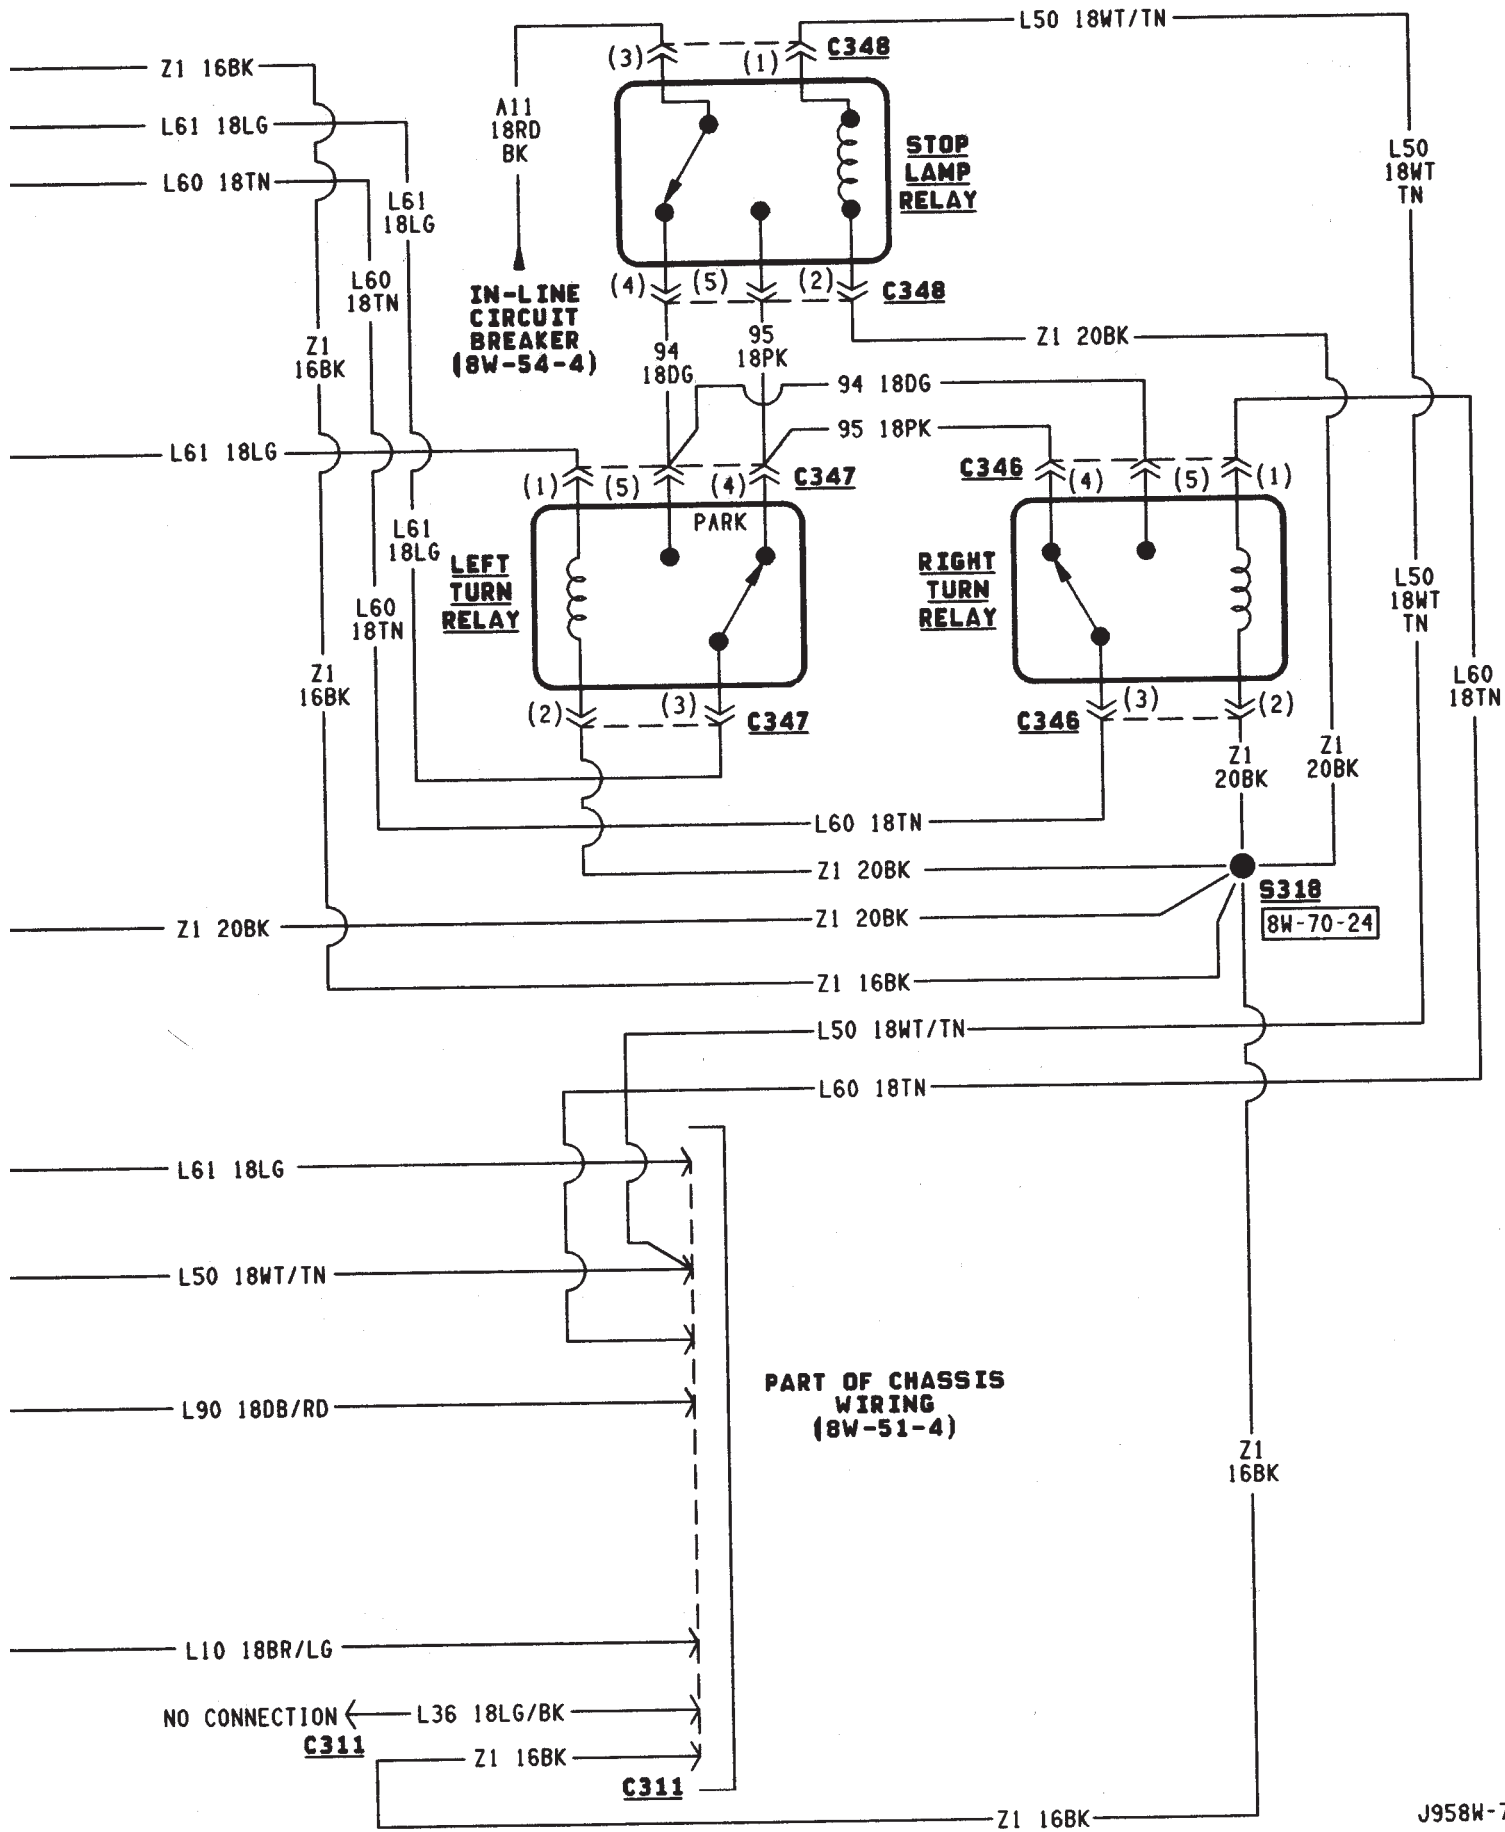 L50 18WT/TN
C348
(3)
(1)
Z1 16BK
A11
18RD
BK
L61 18LG
STOP
LAMP
RELAY
L50
18WT
TN
L60 18TN
L61
18LG
L60
18TN
(4)
(5)
(2)
C348
IN-LINE
CIRCUIT
BREAKER
(8W-54-4)
Z1
16BK
94
18DG
95
18PK
Z1 20BK
94 18DG
95 18PK
L61 18LG
(1)
(5)
(4)
C347
C346
(4)
(5)
(1)
PARK
L61
18LG
LEFT
TURN
RELAY
RIGHT
TURN
RELAY
L50
18WT
TN
L60
18TN
Z1
16BK
L60
18TN
(2)
(3)
C347
C346
(3)
(2)
Z1
20BK
Z1
20BK
L60 18TN
Z1 20BK
S318
8W-70-24
Z1 20BK
Z1 20BK
Z1 16BK
L50 18WT/TN
L60 18TN
L61 18LG
L50 18WT/TN
L90 18DB/RD
PART OF CHASSIS
WIRING
(8W-51-4)
Z1
16BK
L10 18BR/LG
NO CONNECTION
L36 18LG/BK
C311
Z1 16BK
C311
Z1 16BK
J958W-7